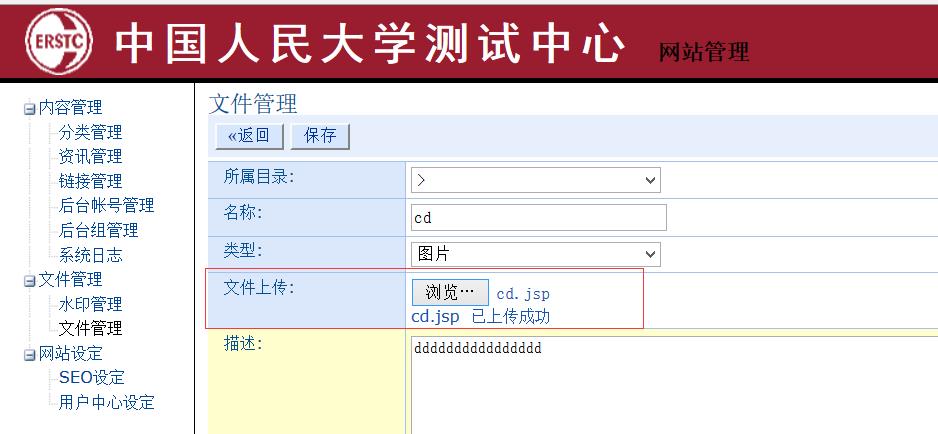 ERSTC 中国人民大学测试中心 网站管理
内容管理
分类管理
资讯管理
链接管理
后台帐号管理
后台组管理
系统日志
文件管理
水印管理
文件管理
网站设定
SEO设定
用户中心设定
文件管理
«返回 保存
所属目录: >
名称: cd
类型: 图片
文件上传: 浏览… cd.jsp
cd.jsp 已上传成功
描述: dddddddddddddddd